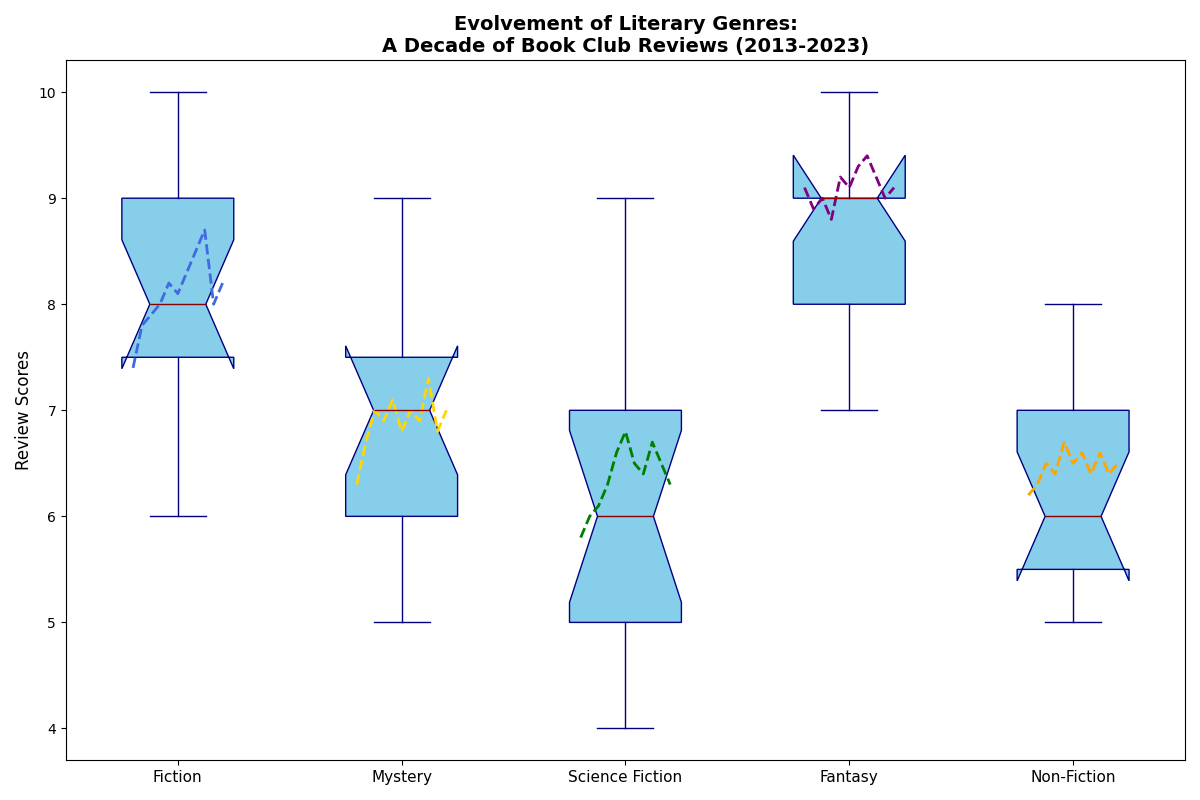 Evolvement of Literary Genres:
A Decade of Book Club Reviews (2013-2023)
Review Scores
10
9
8
7
6
5
4
Fiction
Mystery
Science Fiction
Fantasy
Non-Fiction